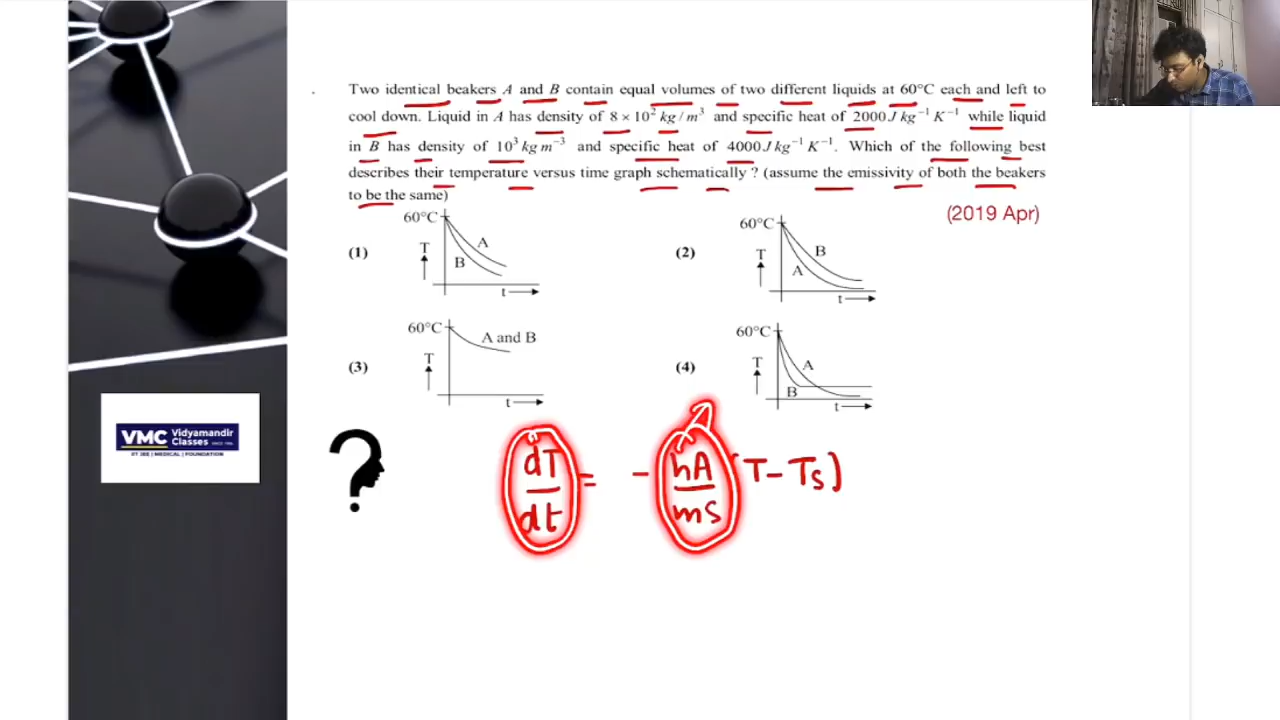 Two identical beakers A and B contain equal volumes of two different liquids at 60°C each and left to
cool down. Liquid in A has density of 8 × 10² kg / m³ and specific heat of 2000 J kg⁻¹ K⁻¹ while liquid
in B has density of 10³ kg m⁻³ and specific heat of 4000 J kg⁻¹ K⁻¹. Which of the following best
describes their temperature versus time graph schematically ? (assume the emissivity of both the beakers
to be the same)
(2019 Apr)
(1)
60°C
T
A
B
t
(2)
60°C
T
B
A
t
(3)
60°C
T
A and B
t
(4)
60°C
T
A
B
t
dT/dt = - hA/ms (T - Ts)
VMC Vidyamandir
Classes
SINCE 1986
IIT JEE | MEDICAL | FOUNDATION